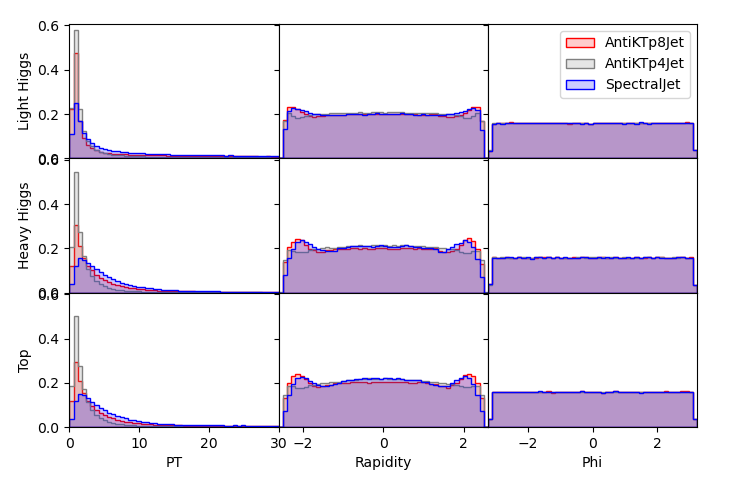 0.6
AntiKTp8Jet
AntiKTp4Jet
SpectralJet
0.4
0.2
0.0
Light Higgs
0.6
0.4
0.2
0.0
Heavy Higgs
0.6
0.4
0.2
0.0
Top
0 10 20 30 −2 0 2 −2 0 2
PT Rapidity Phi